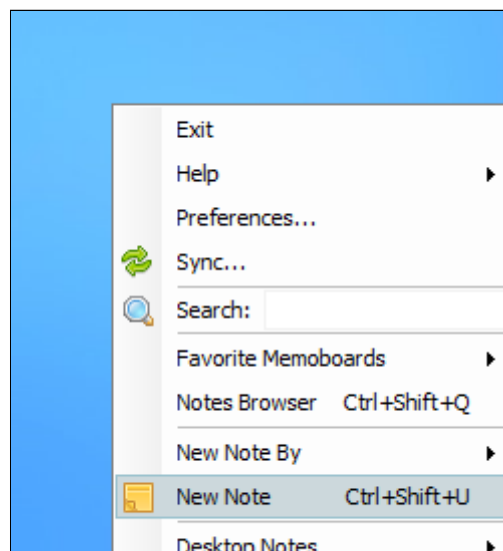 Exit
Help
Preferences...
Sync...
Search:
Favorite Memoboards
Notes Browser Ctrl+Shift+Q
New Note By
New Note Ctrl+Shift+U
Desktop Notes